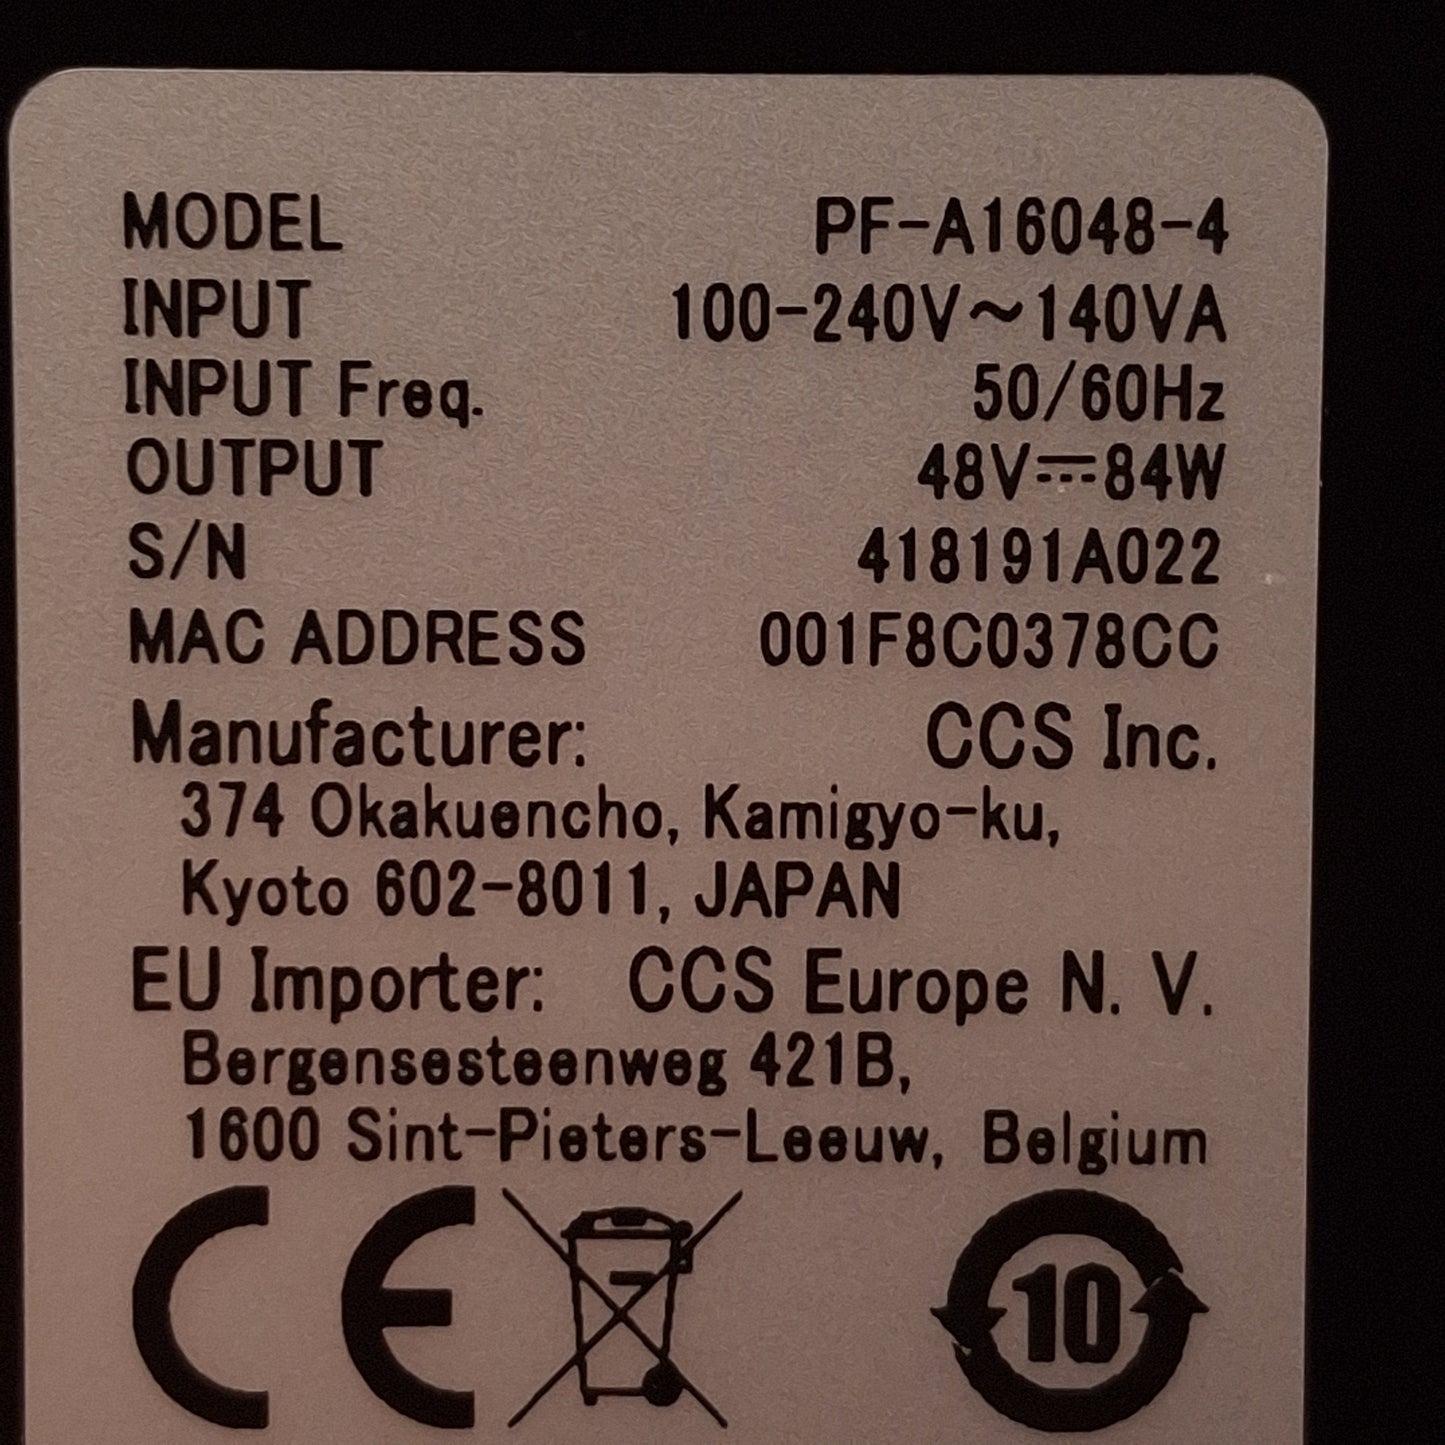 MODEL PF-A16048-4
INPUT 100-240V～140VA
INPUT Freq. 50/60Hz
OUTPUT 48V⎓84W
S/N 418191A022
MAC ADDRESS 001F8C0378CC
Manufacturer: CCS Inc.
374 Okakuencho, Kamigyo-ku,
Kyoto 602-8011, JAPAN
EU Importer: CCS Europe N. V.
Bergensesteenweg 421B,
1600 Sint-Pieters-Leeuw, Belgium
CE 10